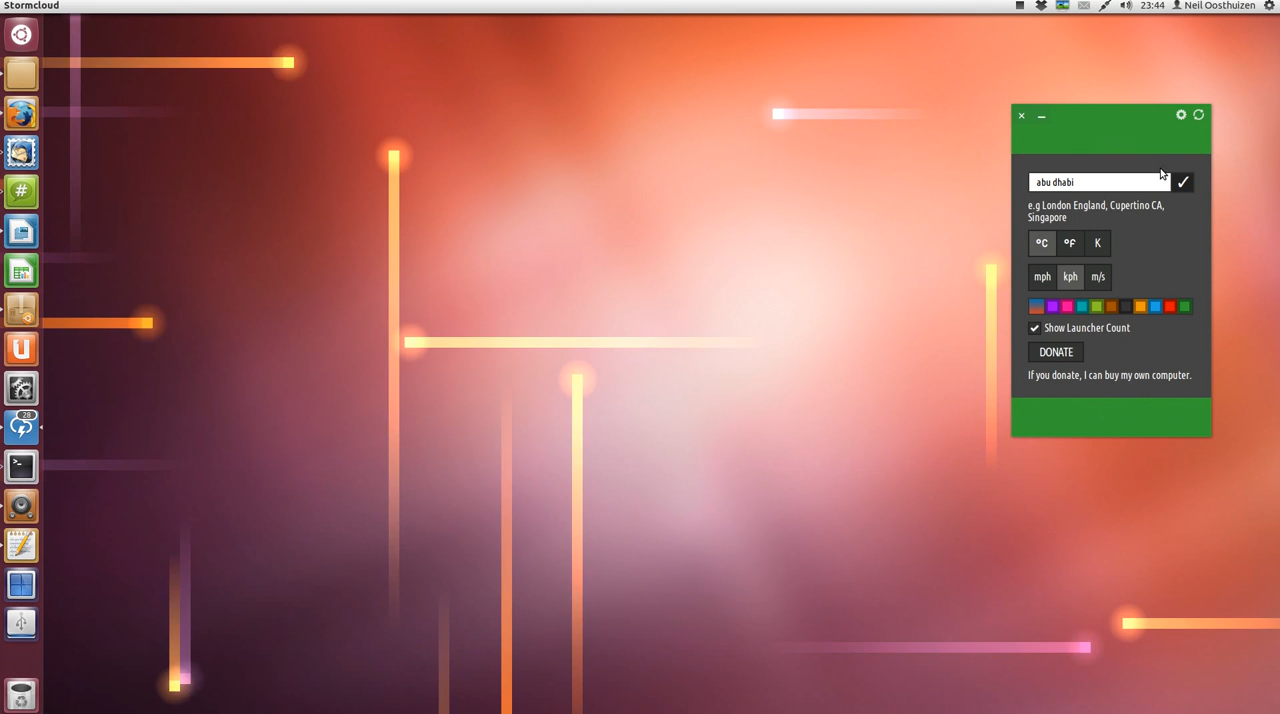 Stormcloud
23:44
Neil Oosthuizen
abu dhabi
e.g London England, Cupertino CA,
Singapore
°C
°F
K
mph
kph
m/s
Show Launcher Count
DONATE
If you donate, I can buy my own computer.
28